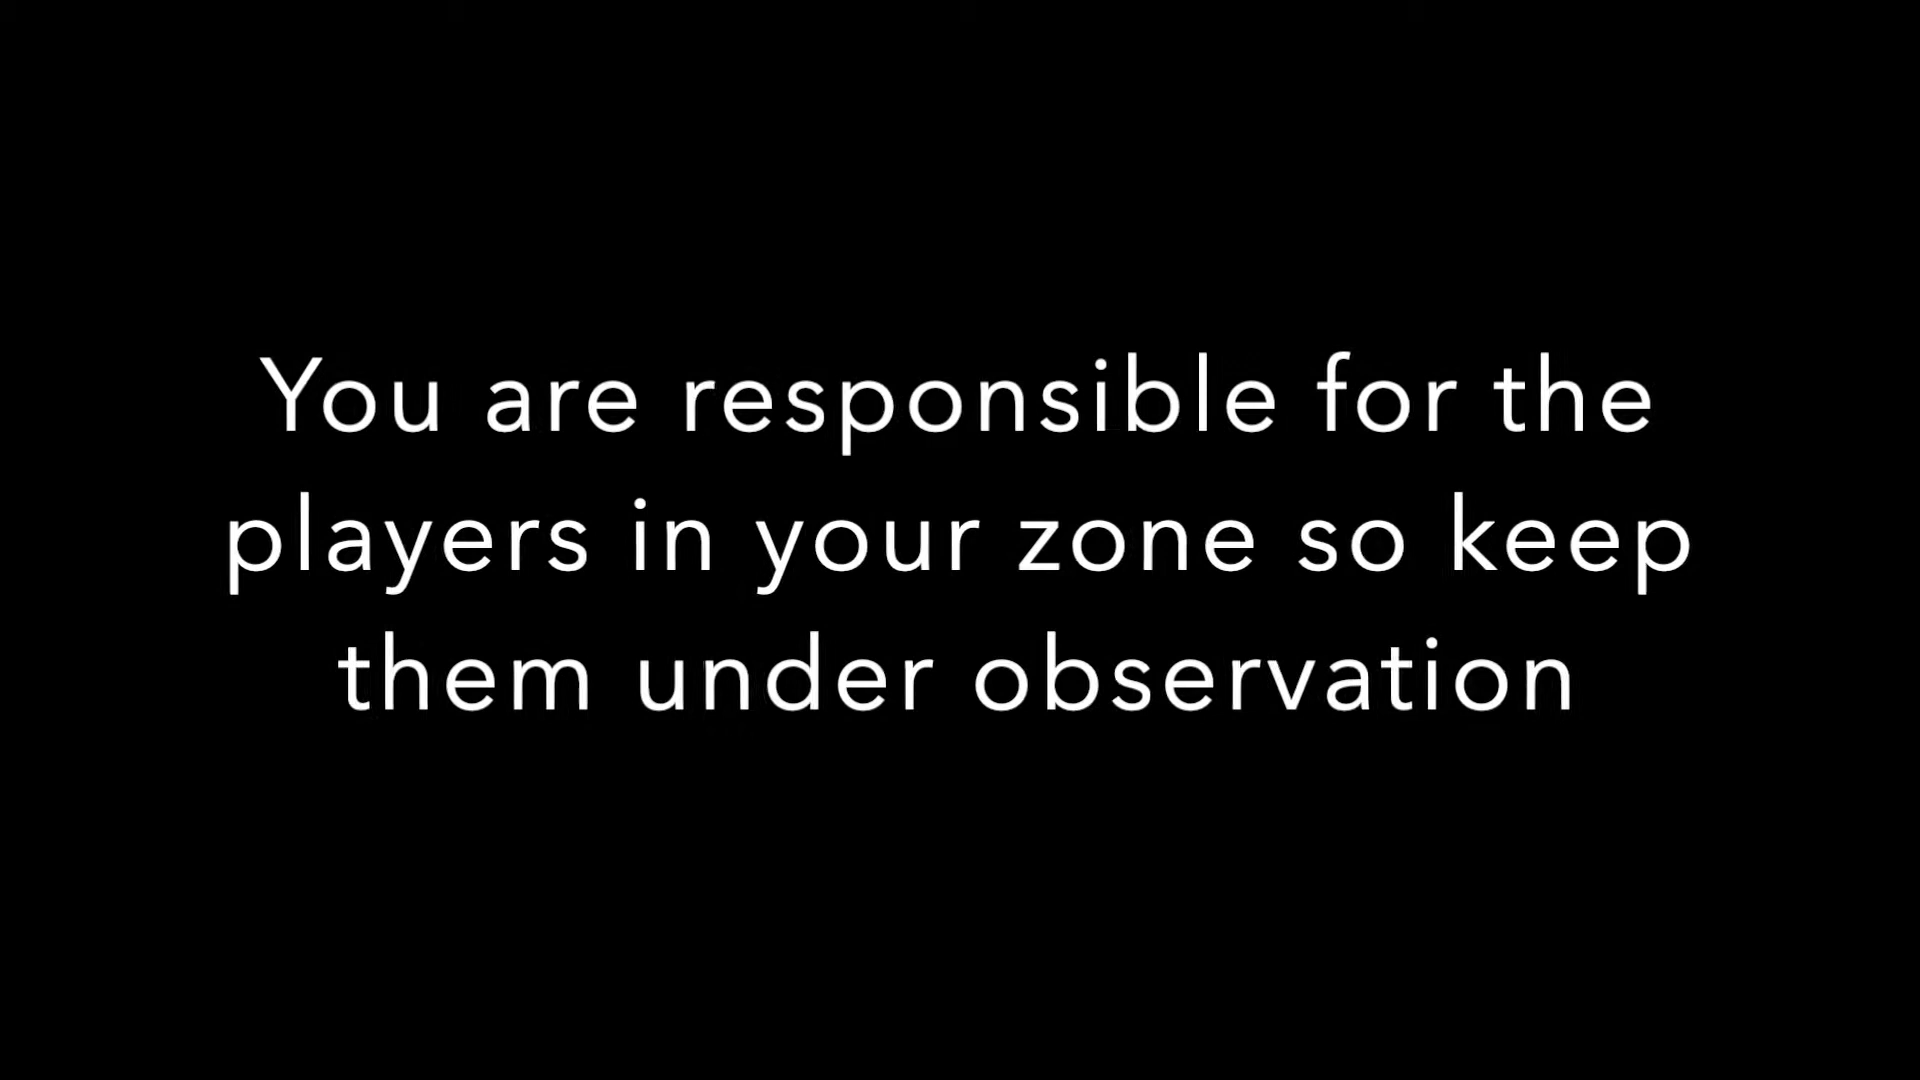 You are responsible for the
players in your zone so keep
them under observation